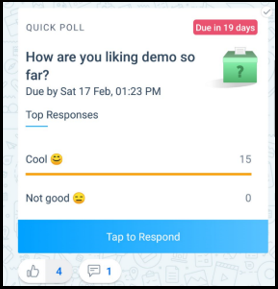 QUICK POLL
Due in 19 days
How are you liking demo so
far?
Due by Sat 17 Feb, 01:23 PM
?
Top Responses
Cool 😊 15
Not good 😑 0
Tap to Respond
4 1